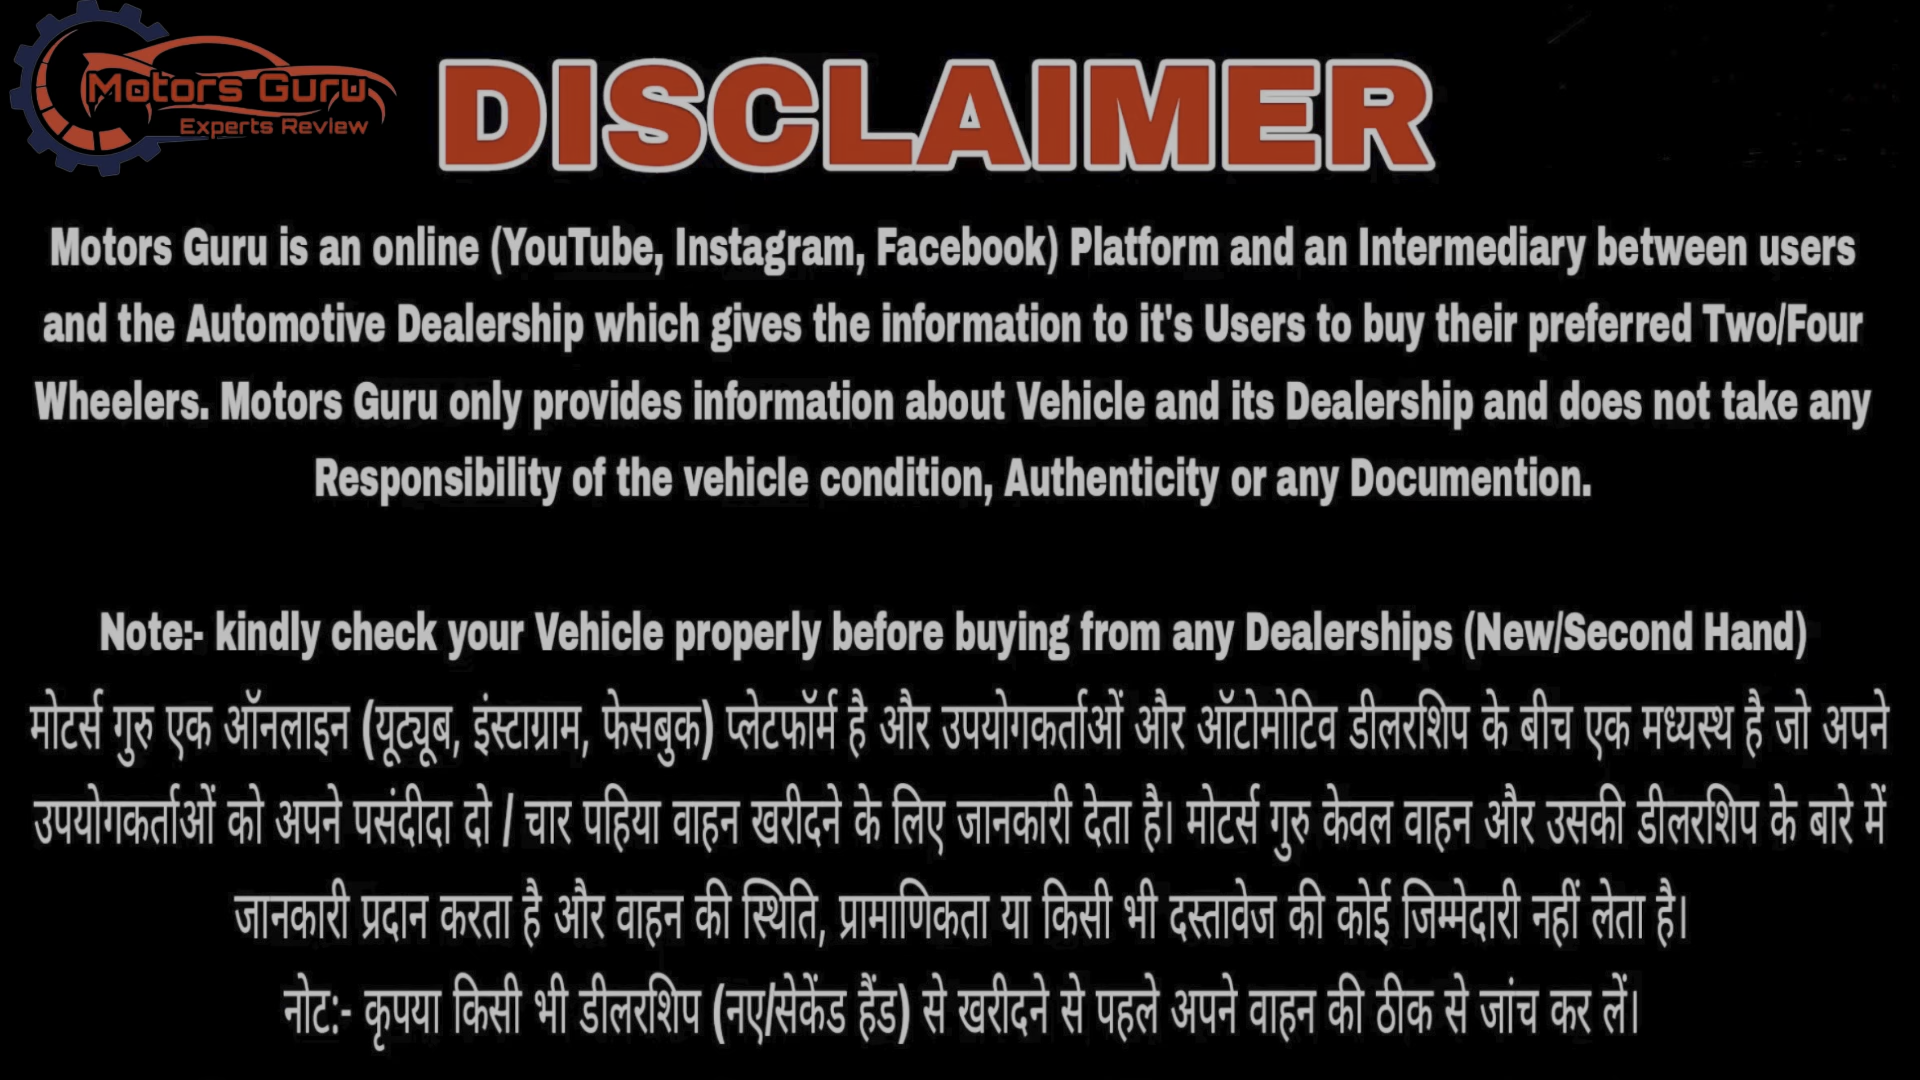 Motors Guru
Experts Review
DISCLAIMER
Motors Guru is an online (YouTube, Instagram, Facebook) Platform and an Intermediary between users
and the Automotive Dealership which gives the information to it's Users to buy their preferred Two/Four
Wheelers. Motors Guru only provides information about Vehicle and its Dealership and does not take any
Responsibility of the vehicle condition, Authenticity or any Documention.
Note:- kindly check your Vehicle properly before buying from any Dealerships (New/Second Hand)
मोटर्स गुरु एक ऑनलाइन (यूट्यूब, इंस्टाग्राम, फेसबुक) प्लेटफॉर्म है और उपयोगकर्ताओं और ऑटोमोटिव डीलरशिप के बीच एक मध्यस्थ है जो अपने
उपयोगकर्ताओं को अपने पसंदीदा दो / चार पहिया वाहन खरीदने के लिए जानकारी देता है। मोटर्स गुरु केवल वाहन और उसकी डीलरशिप के बारे में
जानकारी प्रदान करता है और वाहन की स्थिति, प्रामाणिकता या किसी भी दस्तावेज की कोई जिम्मेदारी नहीं लेता है।
नोट:- कृपया किसी भी डीलरशिप (नए/सेकेंड हैंड) से खरीदने से पहले अपने वाहन की ठीक से जांच कर लें।